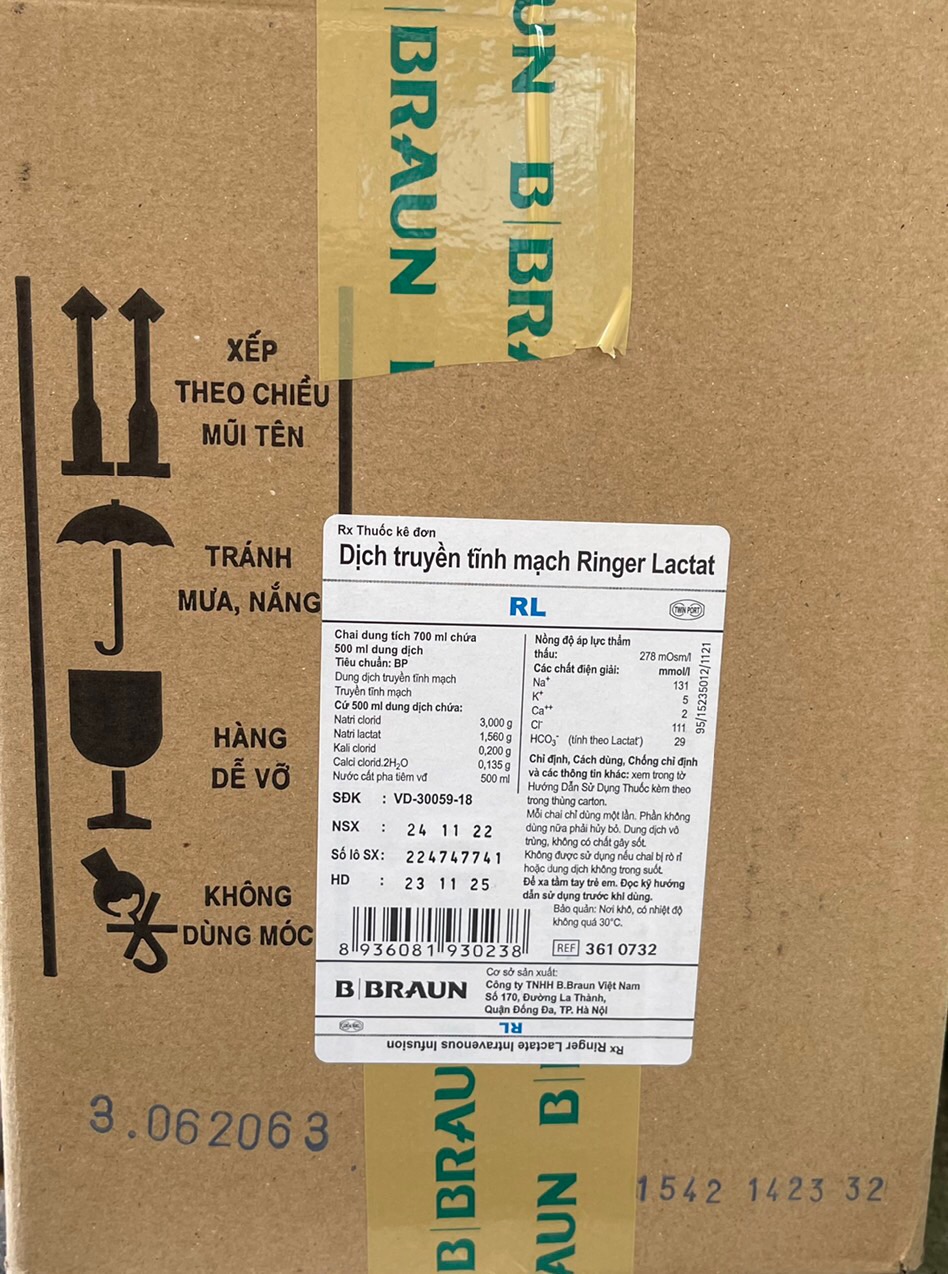 B|BRAUN
UN B|BRA
XẾP
THEO CHIỀU
MŨI TÊN
TRÁNH
MƯA, NẮNG
HÀNG
DỄ VỠ
KHÔNG
DÙNG MÓC
Rx Thuốc kê đơn
Dịch truyền tĩnh mạch Ringer Lactat
RL
TWIN PORT
Chai dung tích 700 ml chứa
500 ml dung dịch
Tiêu chuẩn: BP
Dung dịch truyền tĩnh mạch
Truyền tĩnh mạch
Cứ 500 ml dung dịch chứa:
Natri clorid 3,000 g
Natri lactat 1,560 g
Kali clorid 0,200 g
Calci clorid.2H₂O 0,135 g
Nước cất pha tiêm vđ 500 ml
SĐK : VD-30059-18
NSX : 24 11 22
Số lô SX: 224747741
HD : 23 11 25
8 936081 930238
Nồng độ áp lực thẩm
thấu: 278 mOsm/l
Các chất điện giải: mmol/l
Na⁺ 131
K⁺ 5
Ca⁺⁺ 2
Cl⁻ 111
HCO₃⁻ (tính theo Lactat⁻) 29
95/15235012/1121
Chỉ định, Cách dùng, Chống chỉ định
và các thông tin khác: xem trong tờ
Hướng Dẫn Sử Dụng Thuốc kèm theo
trong thùng carton.
Mỗi chai chỉ dùng một lần. Phần không
dùng nữa phải hủy bỏ. Dung dịch vô
trùng, không có chất gây sốt.
Không được sử dụng nếu chai bị rò rỉ
hoặc dung dịch không trong suốt.
Để xa tầm tay trẻ em. Đọc kỹ hướng
dẫn sử dụng trước khi dùng.
Bảo quản: Nơi khô, có nhiệt độ
không quá 30°C.
REF 361 0732
B|BRAUN
Cơ sở sản xuất:
Công ty TNHH B.Braun Việt Nam
Số 170, Đường La Thành,
Quận Đống Đa, TP. Hà Nội
RL
Rx Ringer Lactate Intravenous Infusion
3.062063
B|BRAU
AUN B|
1542 1423 32